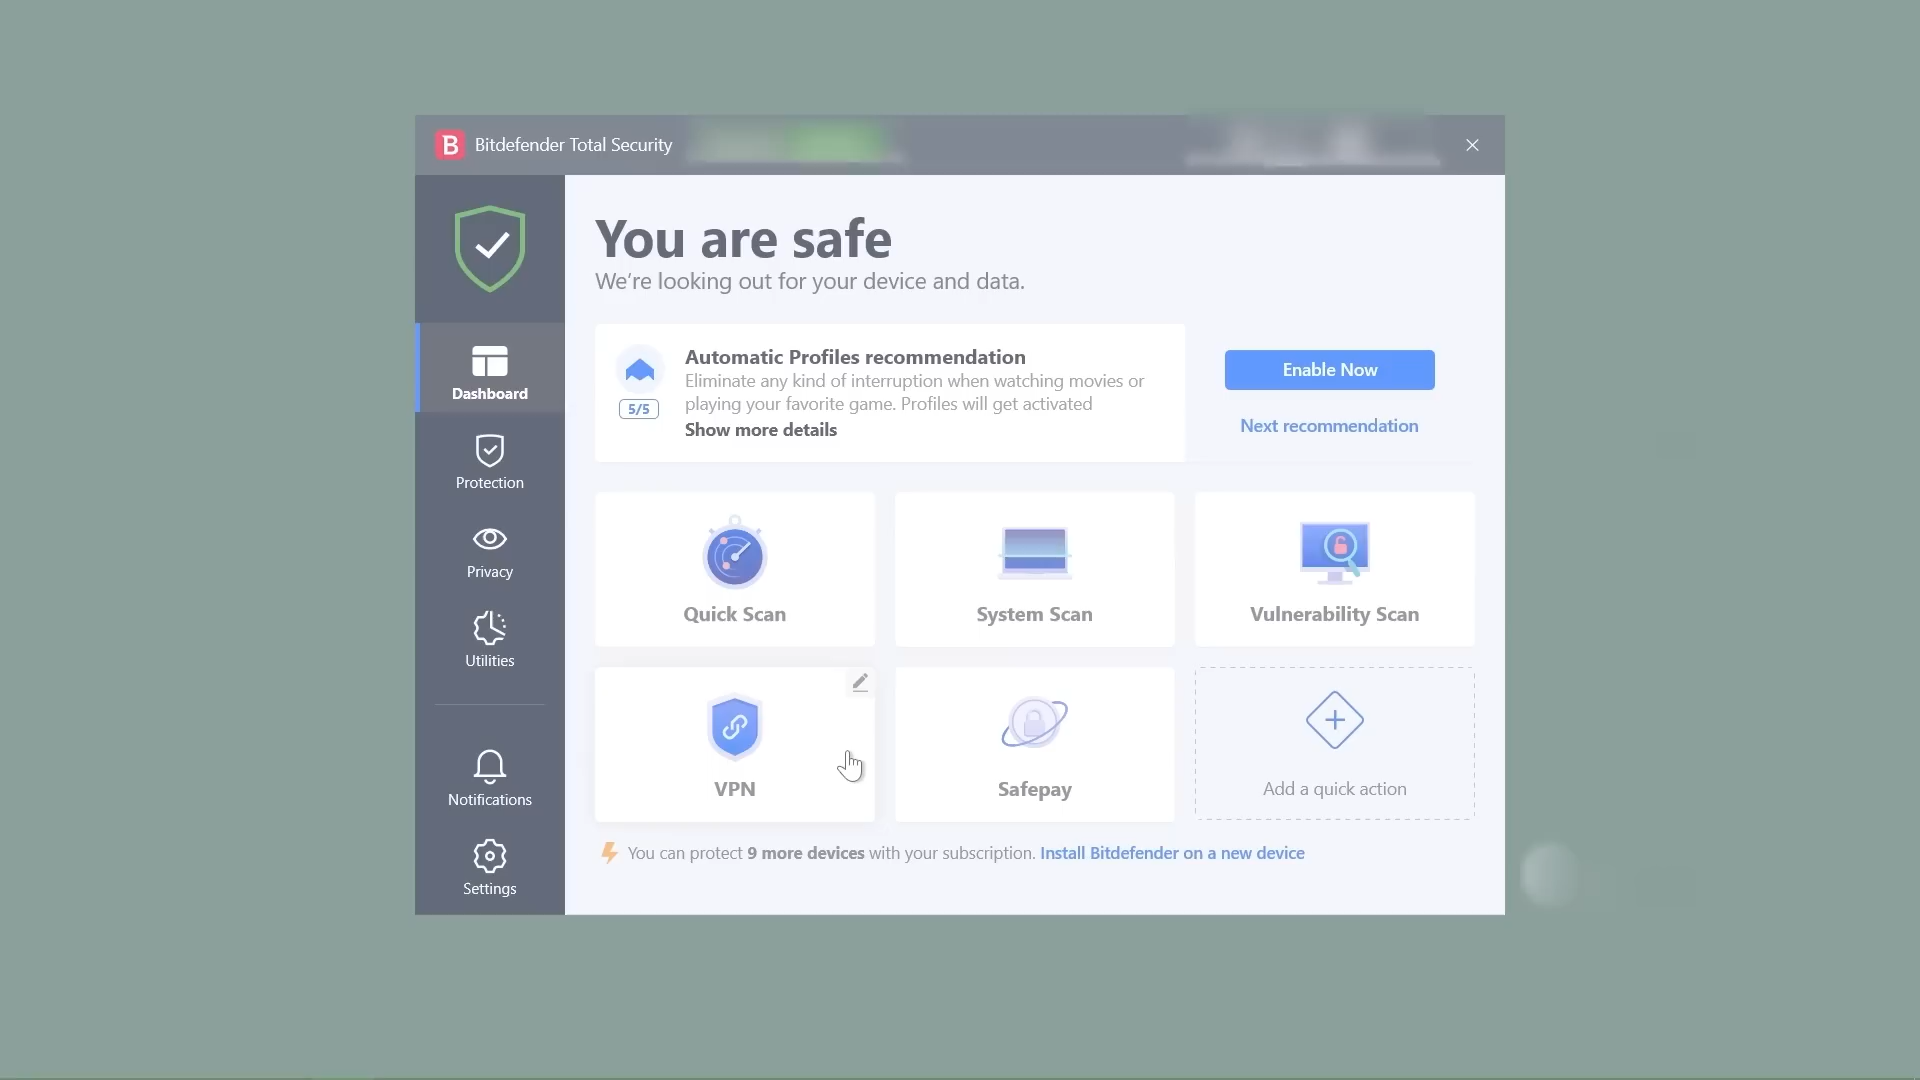 B Bitdefender Total Security
You are safe
We're looking out for your device and data.
Automatic Profiles recommendation
Eliminate any kind of interruption when watching movies or
playing your favorite game. Profiles will get activated
5/5
Show more details
Enable Now
Next recommendation
Dashboard
Protection
Privacy
Utilities
Notifications
Settings
Quick Scan
System Scan
Vulnerability Scan
VPN
Safepay
Add a quick action
You can protect 9 more devices with your subscription. Install Bitdefender on a new device